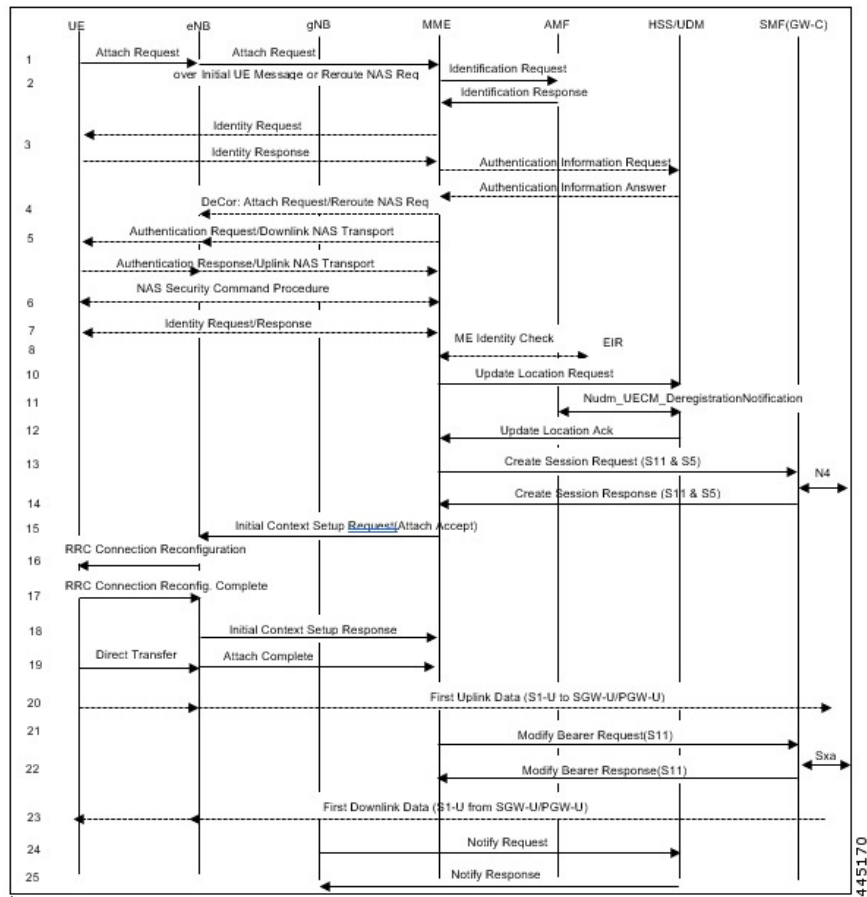 UE eNB gNB MME AMF HSS/UDM SMF(GW-C)
1 Attach Request Attach Request
over Initial UE Message or Reroute NAS Req
2 Identification Request
Identification Response
3 Identity Request
Identity Response
Authentication Information Request
Authentication Information Answer
4 DeCor: Attach Request/Reroute NAS Req
5 Authentication Request/Downlink NAS Transport
Authentication Response/Uplink NAS Transport
6 NAS Security Command Procedure
7 Identity Request/Response
8 ME Identity Check EIR
10 Update Location Request
11 Nudm_UECM_DeregistrationNotification
12 Update Location Ack
13 Create Session Request (S11 & S5)
N4
14 Create Session Response (S11 & S5)
15 Initial Context Setup Request(Attach Accept)
16 RRC Connection Reconfiguration
17 RRC Connection Reconfig. Complete
18 Initial Context Setup Response
19 Direct Transfer Attach Complete
20 First Uplink Data (S1-U to SGW-U/PGW-U)
21 Modify Bearer Request(S11)
Sxa
22 Modify Bearer Response(S11)
23 First Downlink Data (S1-U from SGW-U/PGW-U)
24 Notify Request
25 Notify Response
445170